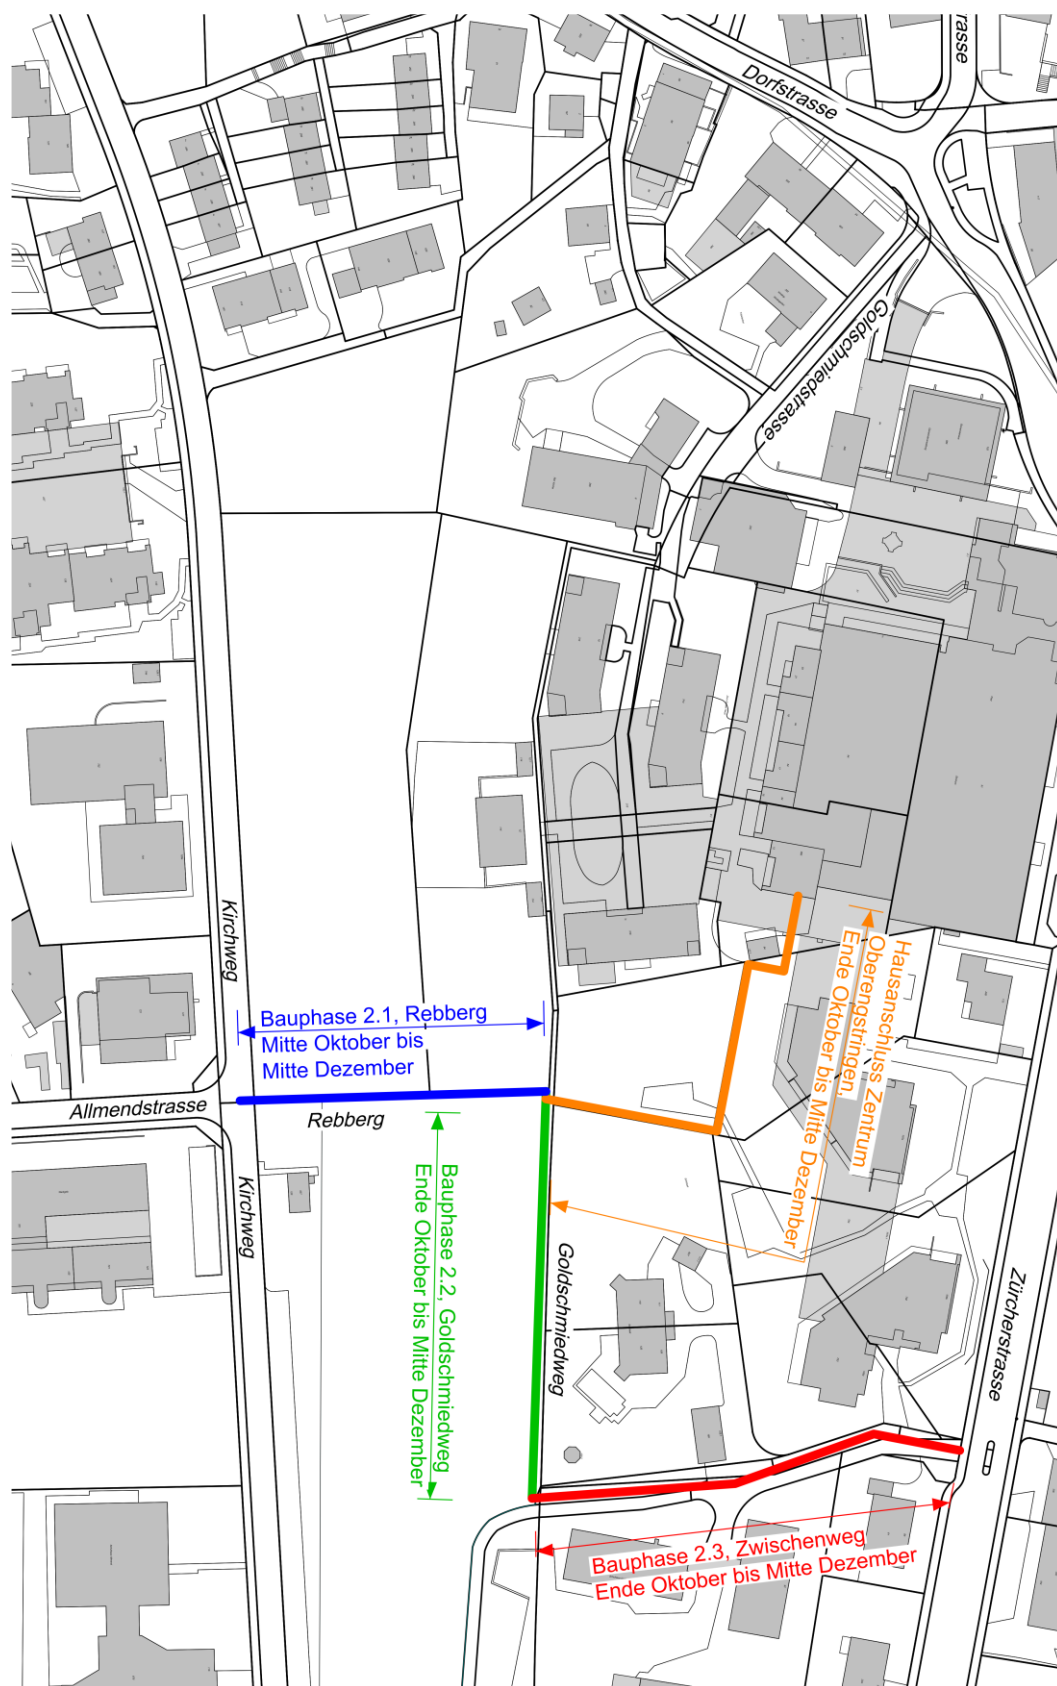 rasse
Dorfstrasse
Goldschmiedstrasse
Kirchweg
Hausanschluss Zentrum
Oberengstringen,
Ende Oktober bis Mitte Dezember
Bauphase 2.1, Rebberg
Mitte Oktober bis
Mitte Dezember
Allmendstrasse
Rebberg
Kirchweg
Bauphase 2.2, Goldschmiedweg
Ende Oktober bis Mitte Dezember
Goldschmiedweg
Zürcherstrasse
Bauphase 2.3, Zwischenweg
Ende Oktober bis Mitte Dezember